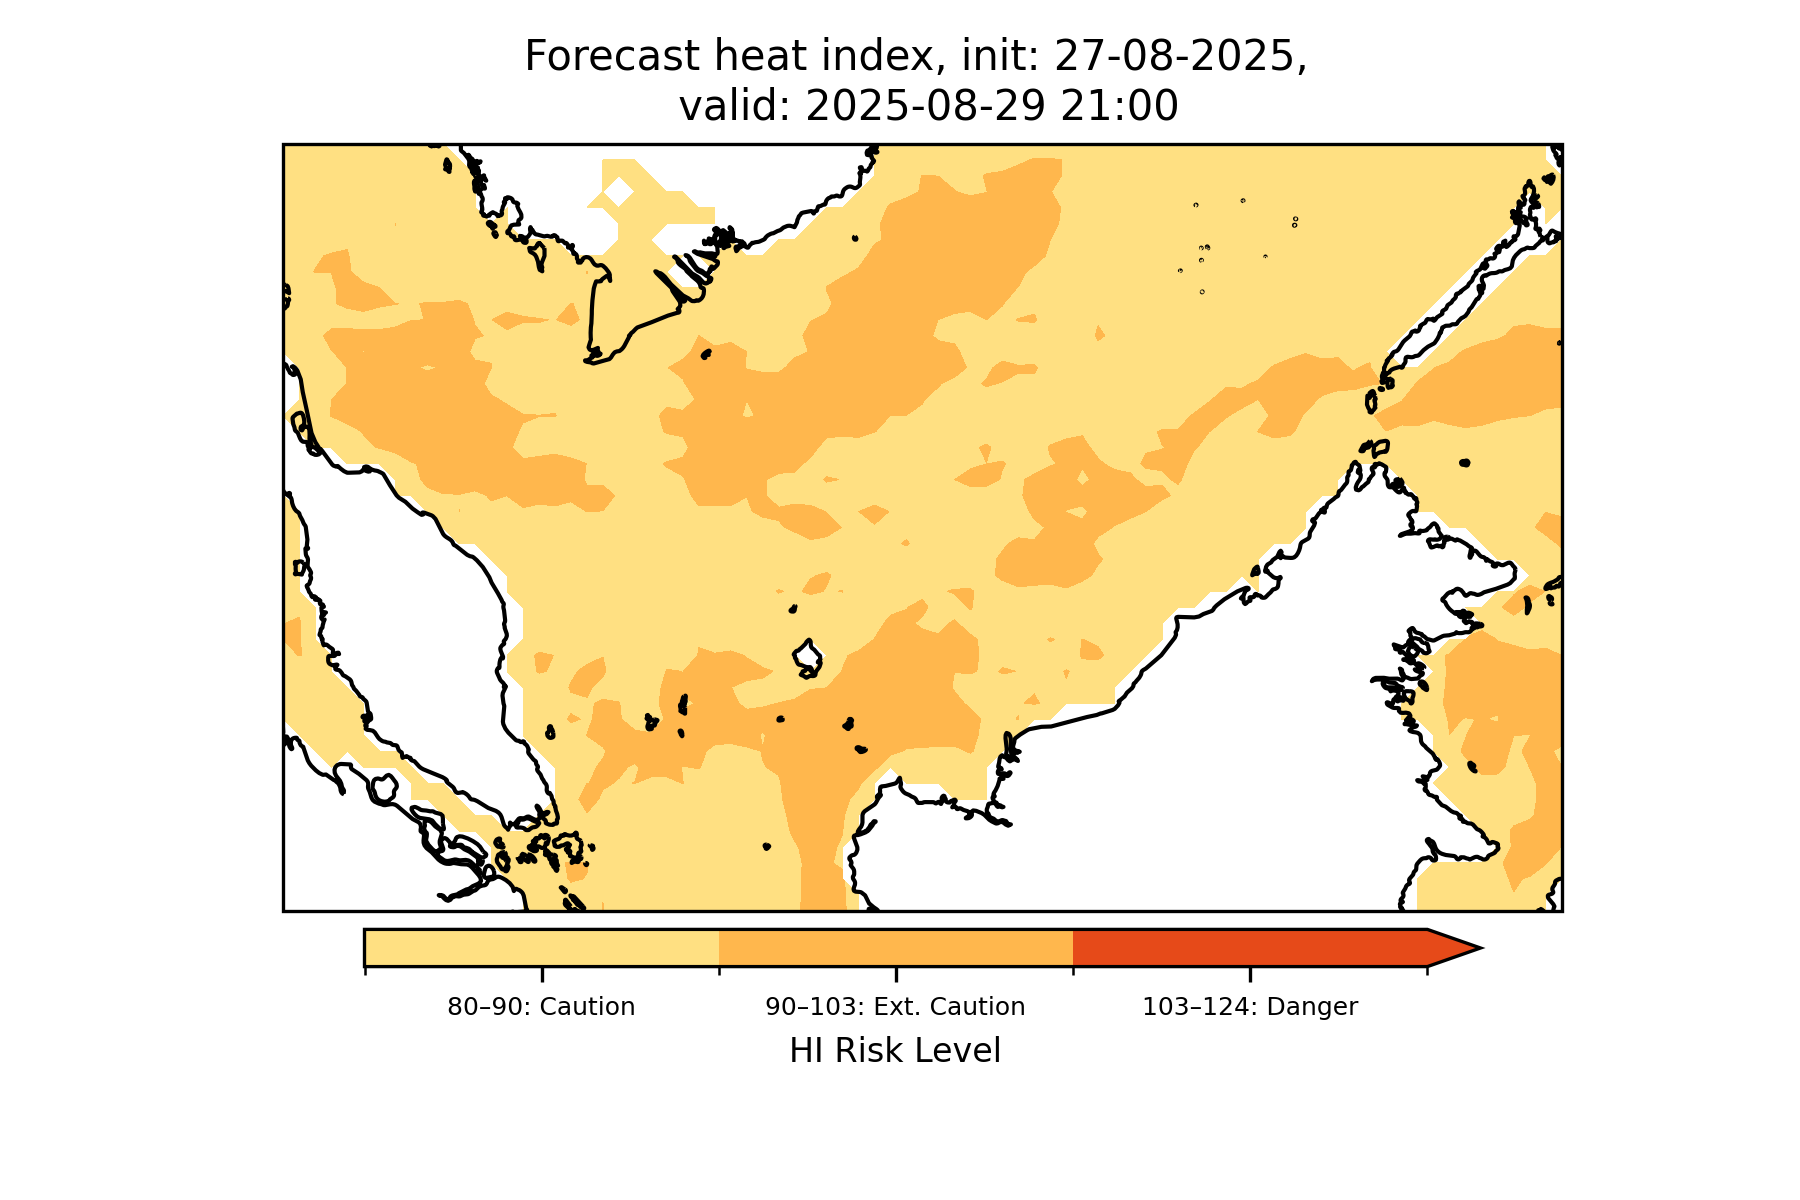 Forecast heat index, init: 27-08-2025,
valid: 2025-08-29 21:00
80–90: Caution
90–103: Ext. Caution
103–124: Danger
HI Risk Level